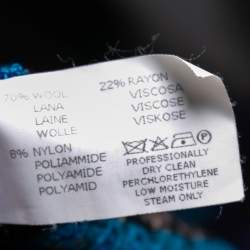 70% WOOL 22% RAYON
LANA VISCOSA
LAINE VISCOSE
WOLLE VISKOSE
8% NYLON
POLIAMMIDE PROFESSIONALLY
POLYAMIDE DRY CLEAN
POLYAMID PERCHLORETHYLENE
LOW MOISTURE
STEAM ONLY